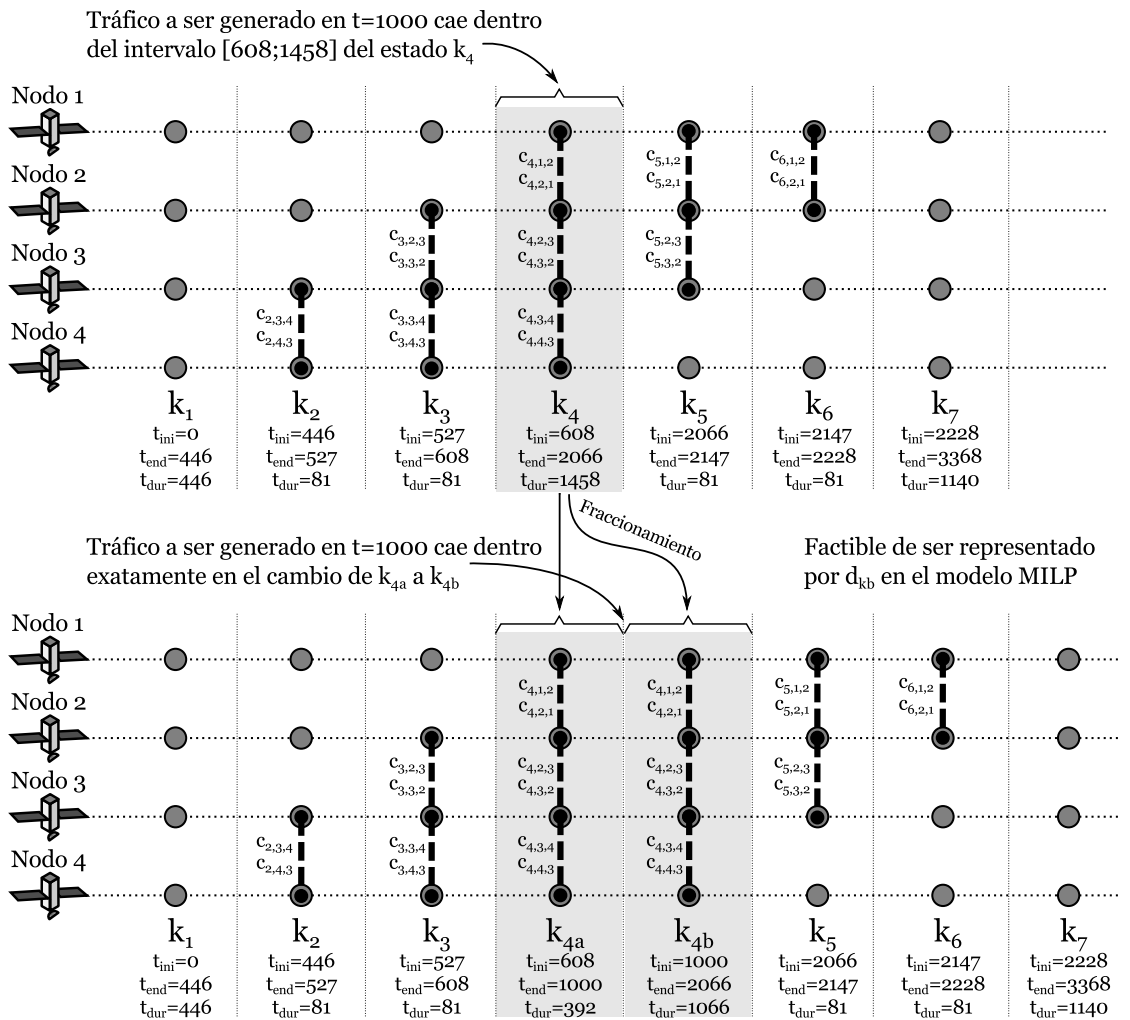 Tráfico a ser generado en t=1000 cae dentro
del intervalo [608;1458] del estado k4
Nodo 1
Nodo 2
Nodo 3
Nodo 4
c4,1,2
c4,2,1
c5,1,2
c5,2,1
c6,1,2
c6,2,1
c3,2,3
c3,3,2
c4,2,3
c4,3,2
c5,2,3
c5,3,2
c2,3,4
c2,4,3
c3,3,4
c3,4,3
c4,3,4
c4,4,3
k1
tini=0
tend=446
tdur=446
k2
tini=446
tend=527
tdur=81
k3
tini=527
tend=608
tdur=81
k4
tini=608
tend=2066
tdur=1458
k5
tini=2066
tend=2147
tdur=81
k6
tini=2147
tend=2228
tdur=81
k7
tini=2228
tend=3368
tdur=1140
Fraccionamiento
Tráfico a ser generado en t=1000 cae dentro
exatamente en el cambio de k4a a k4b
Factible de ser representado
por dkb en el modelo MILP
Nodo 1
Nodo 2
Nodo 3
Nodo 4
c4,1,2
c4,2,1
c4,1,2
c4,2,1
c5,1,2
c5,2,1
c6,1,2
c6,2,1
c3,2,3
c3,3,2
c4,2,3
c4,3,2
c4,2,3
c4,3,2
c5,2,3
c5,3,2
c2,3,4
c2,4,3
c3,3,4
c3,4,3
c4,3,4
c4,4,3
c4,3,4
c4,4,3
k1
tini=0
tend=446
tdur=446
k2
tini=446
tend=527
tdur=81
k3
tini=527
tend=608
tdur=81
k4a
tini=608
tend=1000
tdur=392
k4b
tini=1000
tend=2066
tdur=1066
k5
tini=2066
tend=2147
tdur=81
k6
tini=2147
tend=2228
tdur=81
k7
tini=2228
tend=3368
tdur=1140